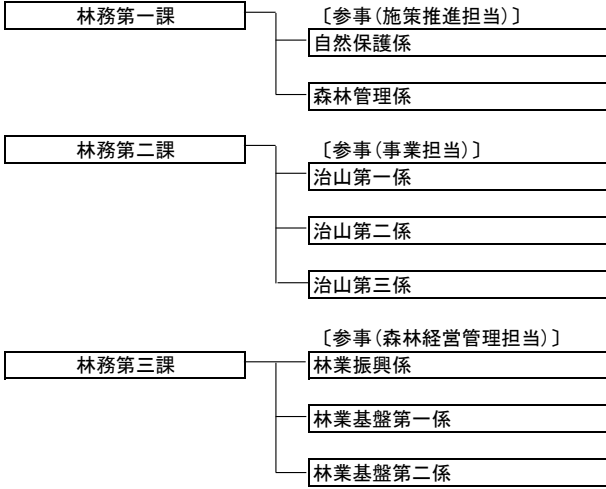 林務第一課
〔参事(施策推進担当)〕
自然保護係
森林管理係
林務第二課
〔参事(事業担当)〕
治山第一係
治山第二係
治山第三係
〔参事(森林経営管理担当)〕
林務第三課
林業振興係
林業基盤第一係
林業基盤第二係